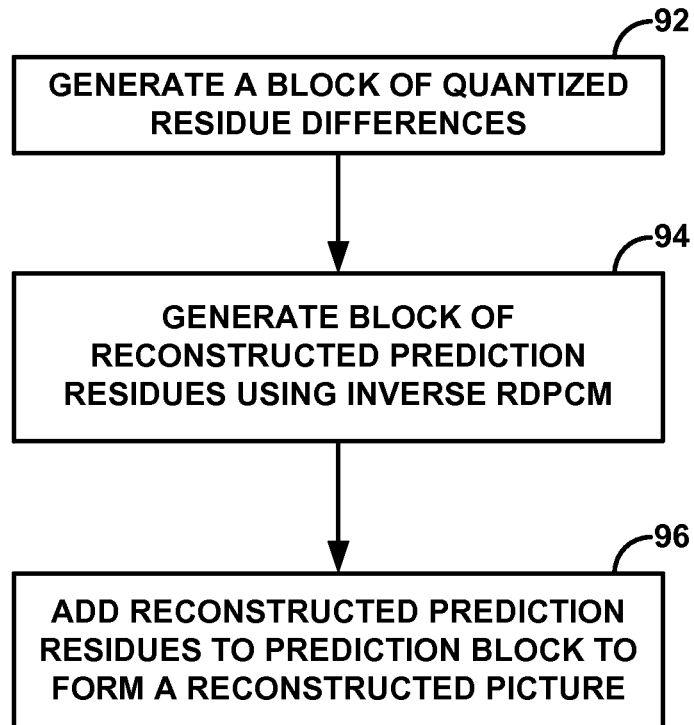 92
GENERATE A BLOCK OF QUANTIZED
RESIDUE DIFFERENCES
94
GENERATE BLOCK OF
RECONSTRUCTED PREDICTION
RESIDUES USING INVERSE RDPCM
96
ADD RECONSTRUCTED PREDICTION
RESIDUES TO PREDICTION BLOCK TO
FORM A RECONSTRUCTED PICTURE